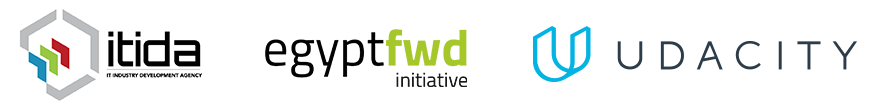 itida
IT INDUSTRY DEVELOPMENT AGENCY
egyptfwd
initiative
UDACITY